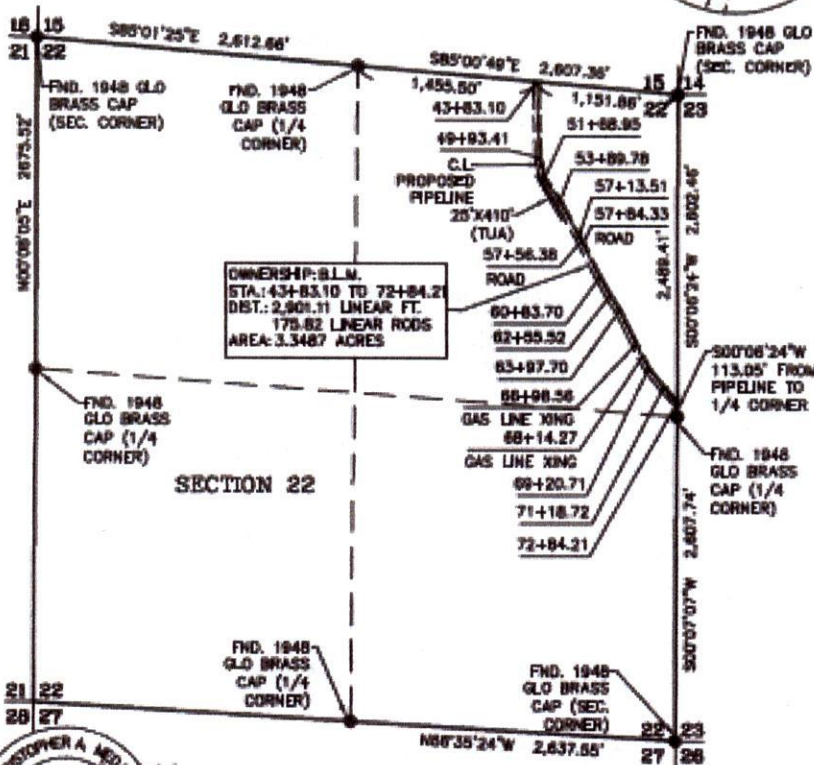 16 15
21 22
S85°01'25"E 2,612.66'
S85°00'49"E 2,607.36'
FND. 1948 GLO
BRASS CAP
(SEC. CORNER)
15 14
22 23
FND. 1948 GLO
BRASS CAP
(SEC. CORNER)
FND. 1948
GLO BRASS
CAP (1/4
CORNER)
1,455.50'
1,151.86'
43+83.10
49+93.41
51+68.95
53+89.78
C.L.
PROPOSED
PIPELINE
25'X410'
(TUA)
57+13.51
57+84.33
ROAD
57+56.38
ROAD
N00°08'05"E 2675.52'
2,489.41'
S00°06'24"W 2,602.46'
OWNERSHIP: B.L.M.
STA.: 43+83.10 TO 72+84.21
DIST.: 2,901.11 LINEAR FT.
175.82 LINEAR RODS
AREA: 3.3487 ACRES
60+83.70
62+55.52
63+97.70
66+98.56
GAS LINE XING
68+14.27
GAS LINE XING
69+20.71
71+18.72
72+84.21
S00°06'24"W
113.05' FROM
PIPELINE TO
1/4 CORNER
FND. 1948
GLO BRASS
CAP (1/4
CORNER)
FND. 1948
GLO BRASS
CAP (1/4
CORNER)
SECTION 22
S00°07'07"W 2,607.74'
FND. 1948
GLO BRASS
CAP (1/4
CORNER)
FND. 1948
GLO BRASS
CAP (SEC.
CORNER)
21 22
28 27
N86°35'24"W 2,637.55'
22 23
27 26